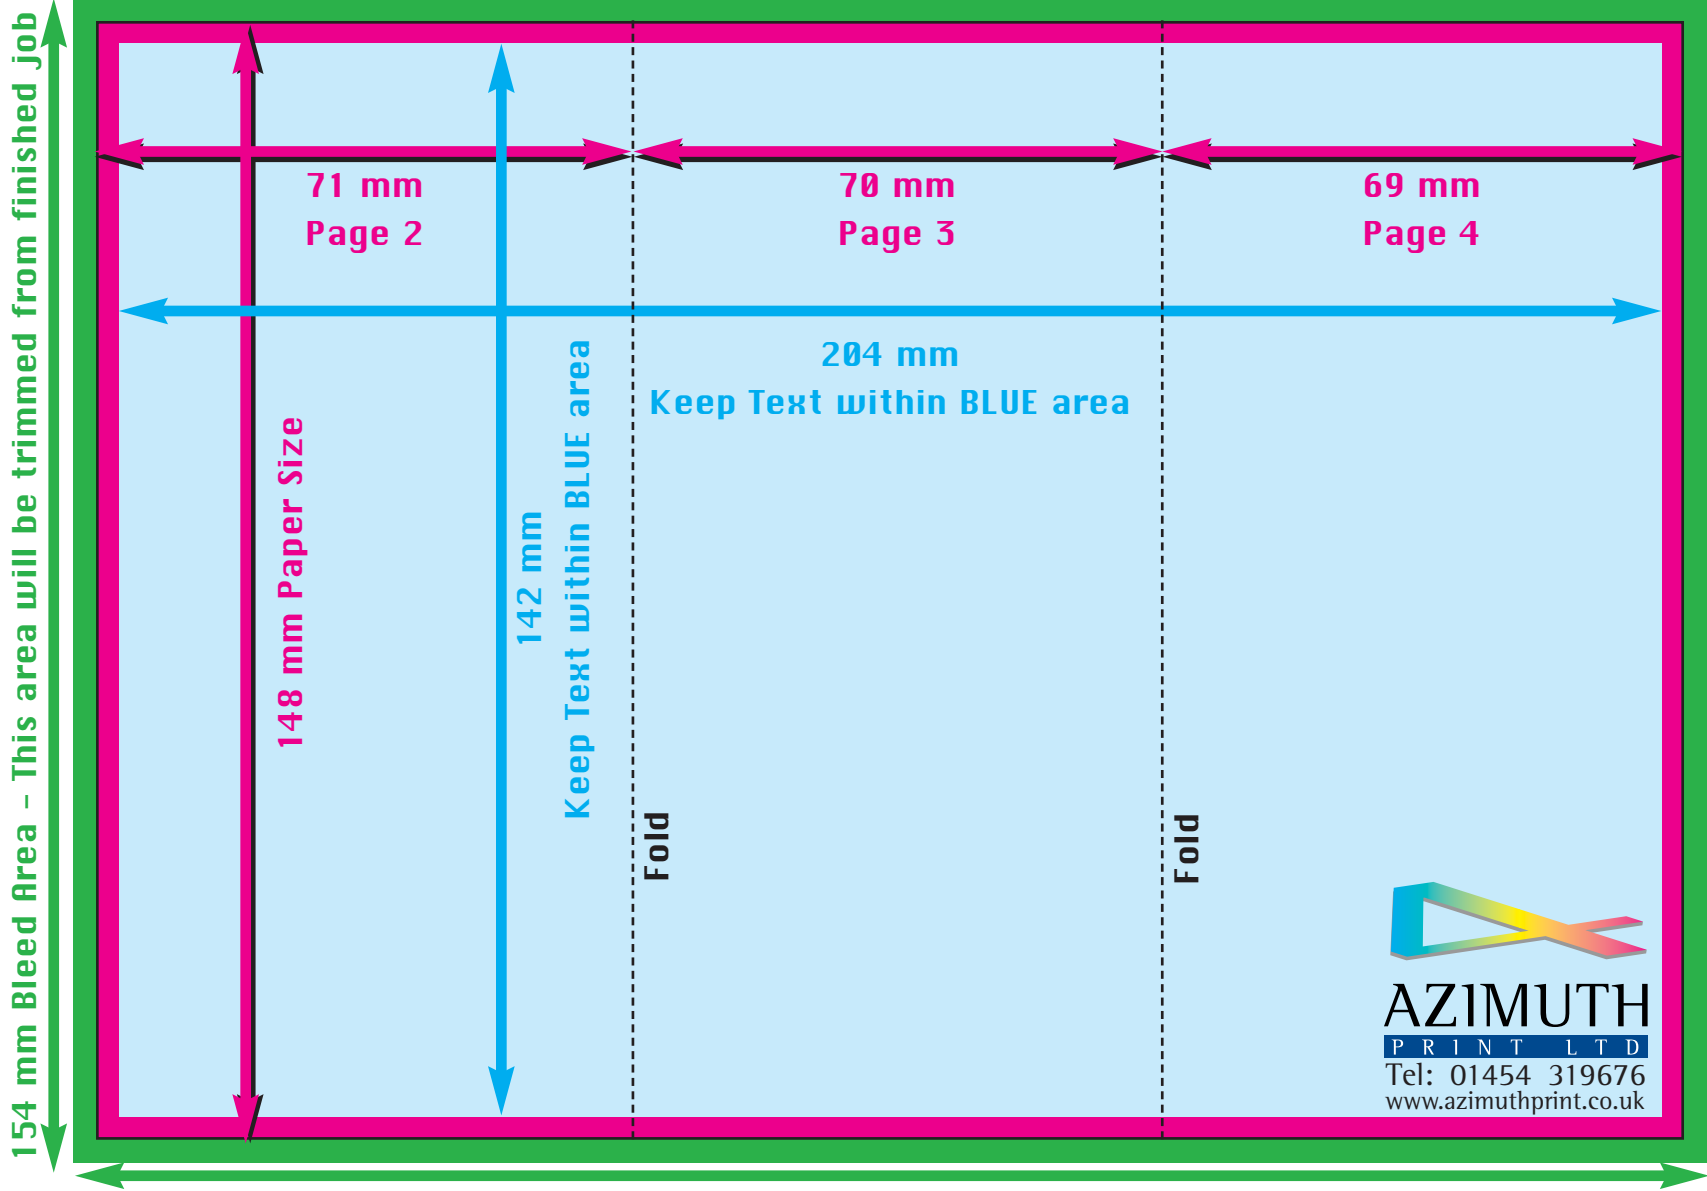 154 mm Bleed Area - This area will be trimmed from finished job
71 mm
Page 2
70 mm
Page 3
69 mm
Page 4
204 mm
Keep Text within BLUE area
148 mm Paper Size
142 mm
Keep Text within BLUE area
Fold
Fold
AZIMUTH
PRINT LTD
Tel: 01454 319676
www.azimuthprint.co.uk